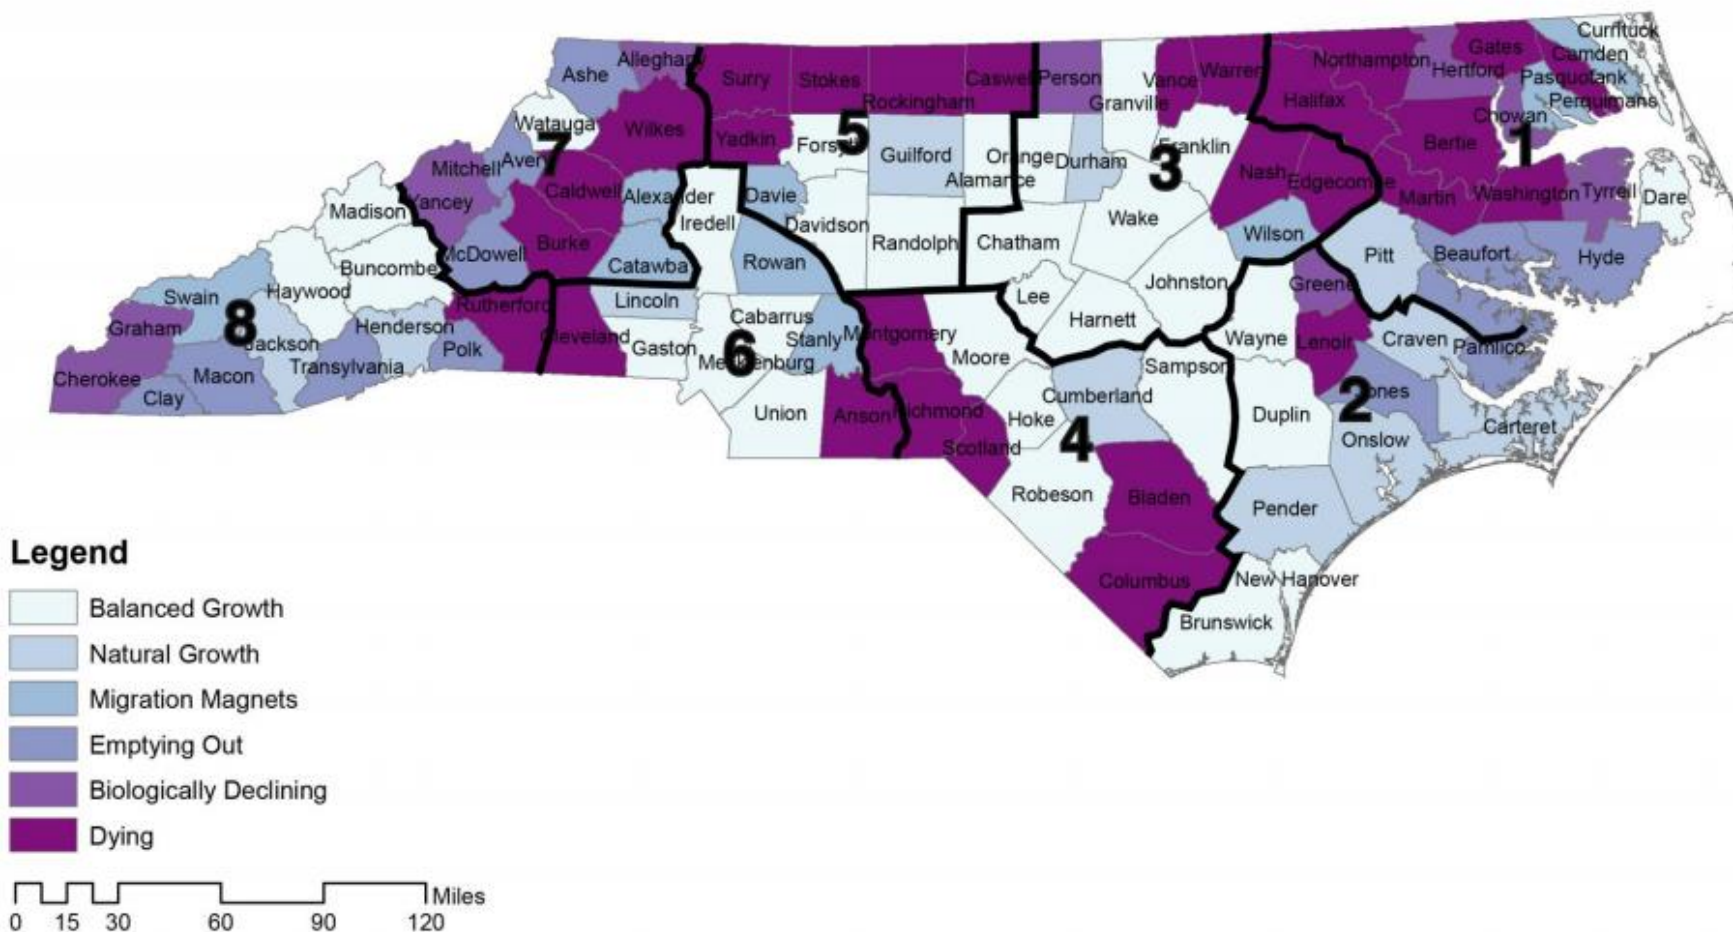 Currituck
Gates
Camden
Northampton
Hertford
Pasquotank
Alleghany
Ashe
Surry
Stokes
Caswell
Person
Vance
Warren
Halifax
Perquimans
Rockingham
Granville
Chowan
Watauga
Wilkes
Yadkin
5
Forsyth
Guilford
Orange
Durham
3
Franklin
Bertie
1
7
Mitchell
Avery
Alamance
Nash
Edgecombe
Martin
Washington
Tyrrell
Dare
Yancey
Caldwell
Alexander
Davie
Madison
Iredell
Davidson
Randolph
Chatham
Wake
Wilson
Pitt
Beaufort
Hyde
McDowell
Burke
Catawba
Rowan
Buncombe
Haywood
Swain
8
Graham
Henderson
Jackson
Rutherford
Lincoln
Cleveland
Gaston
Cabarrus
Stanly
6
Mecklenburg
Montgomery
Moore
Lee
Harnett
Johnston
Greene
Wayne
Lenoir
Craven
Pamlico
Cherokee
Macon
Transylvania
Polk
Clay
Union
Anson
Richmond
Hoke
Cumberland
Sampson
Duplin
2
Jones
Onslow
Carteret
4
Scotland
Robeson
Bladen
Pender
Columbus
New Hanover
Brunswick
Legend
Balanced Growth
Natural Growth
Migration Magnets
Emptying Out
Biologically Declining
Dying
Miles
0 15 30 60 90 120